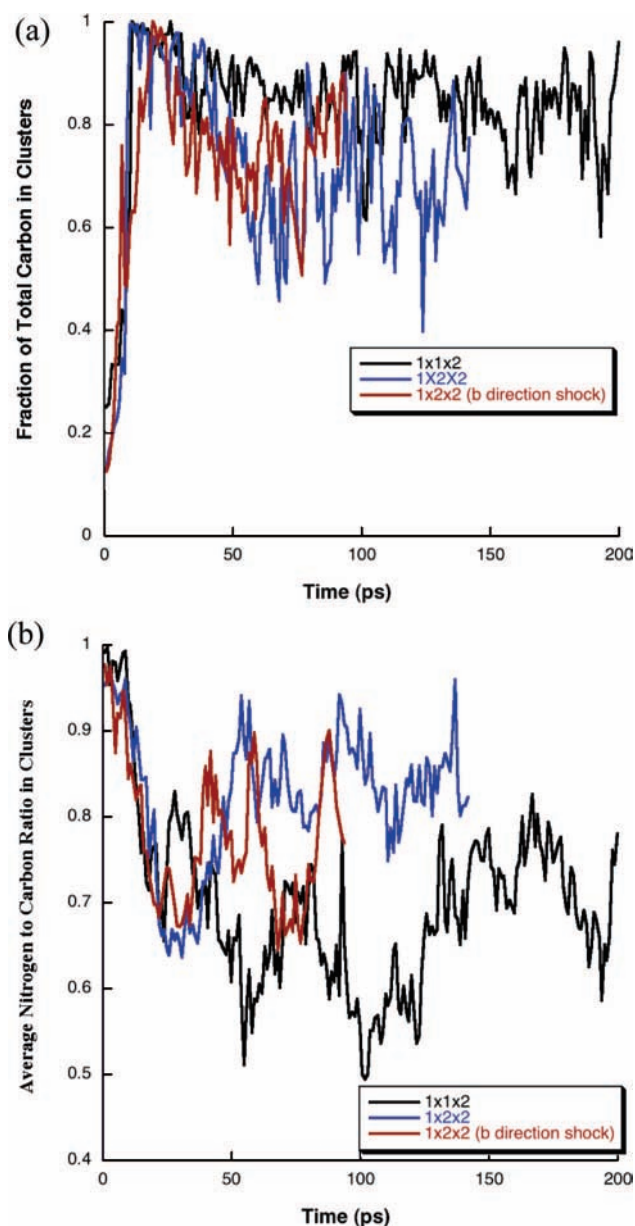 (a)
Fraction of Total Carbon in Clusters
1
0.8
0.6
0.4
0.2
0
1x1x2
1X2X2
1x2x2 (b direction shock)
0
50
100
150
200
Time (ps)
(b)
Average Nitrogen to Carbon Ratio in Clusters
1
0.9
0.8
0.7
0.6
0.5
0.4
1x1x2
1x2x2
1x2x2 (b direction shock)
0
50
100
150
200
Time (ps)